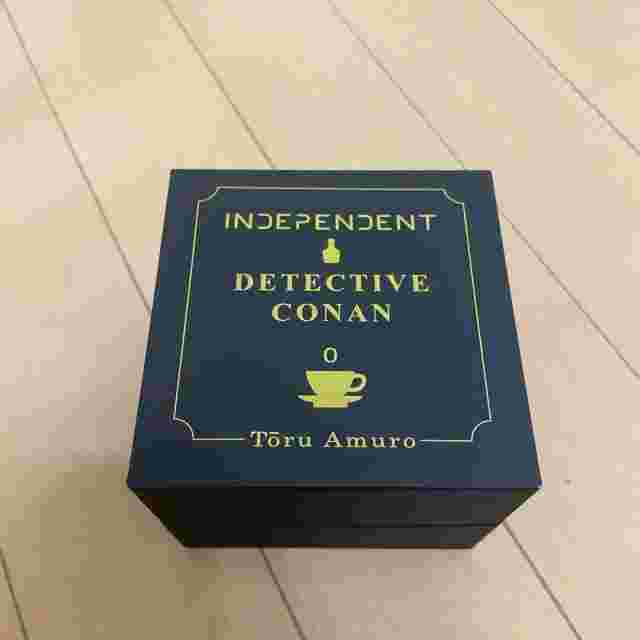 INDEPENDENT
DETECTIVE
CONAN
0
Tōru Amuro